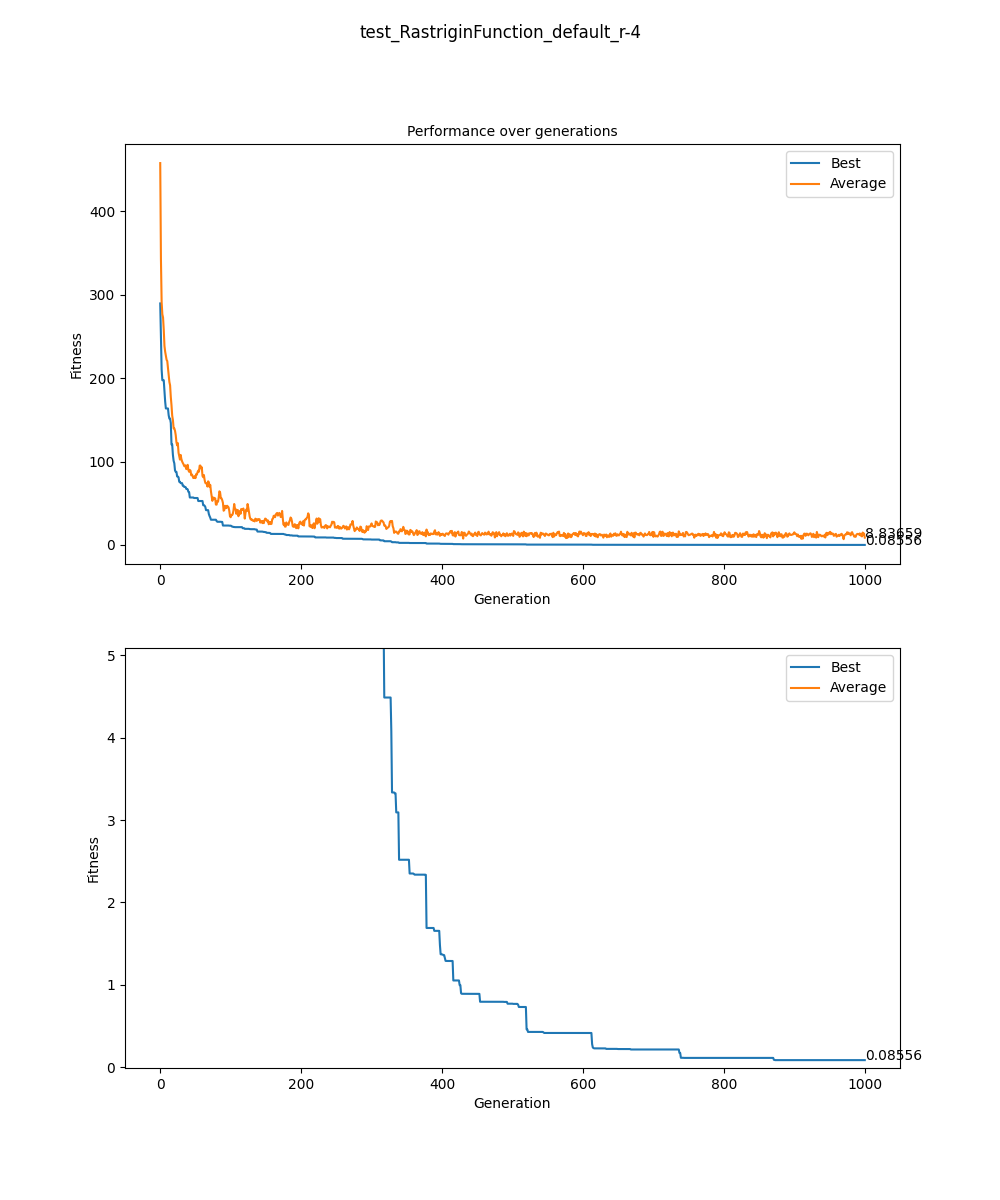 test_RastriginFunction_default_r-4
Performance over generations
Best
Average
400
300
200
100
0
Fitness
8.83659
0.08556
0 200 400 600 800 1000
Generation
Best
Average
5
4
3
2
1
0
Fitness
0.08556
0 200 400 600 800 1000
Generation